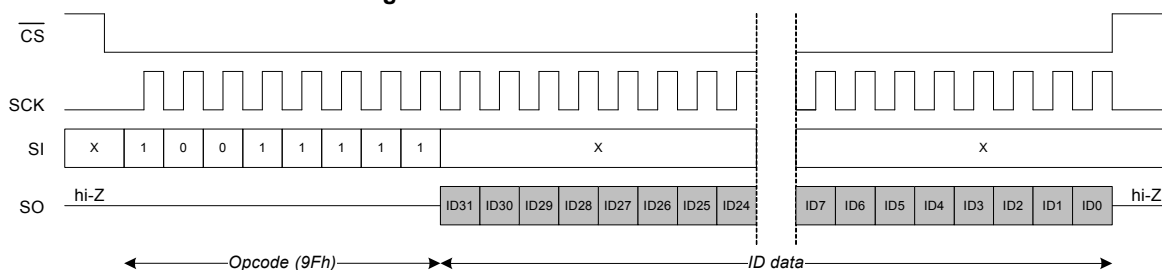 CS
SCK
SI X 1 0 0 1 1 1 1 1 X X
hi-Z hi-Z
SO ID31 ID30 ID29 ID28 ID27 ID26 ID25 ID24 ID7 ID6 ID5 ID4 ID3 ID2 ID1 ID0
Opcode (9Fh) ID data